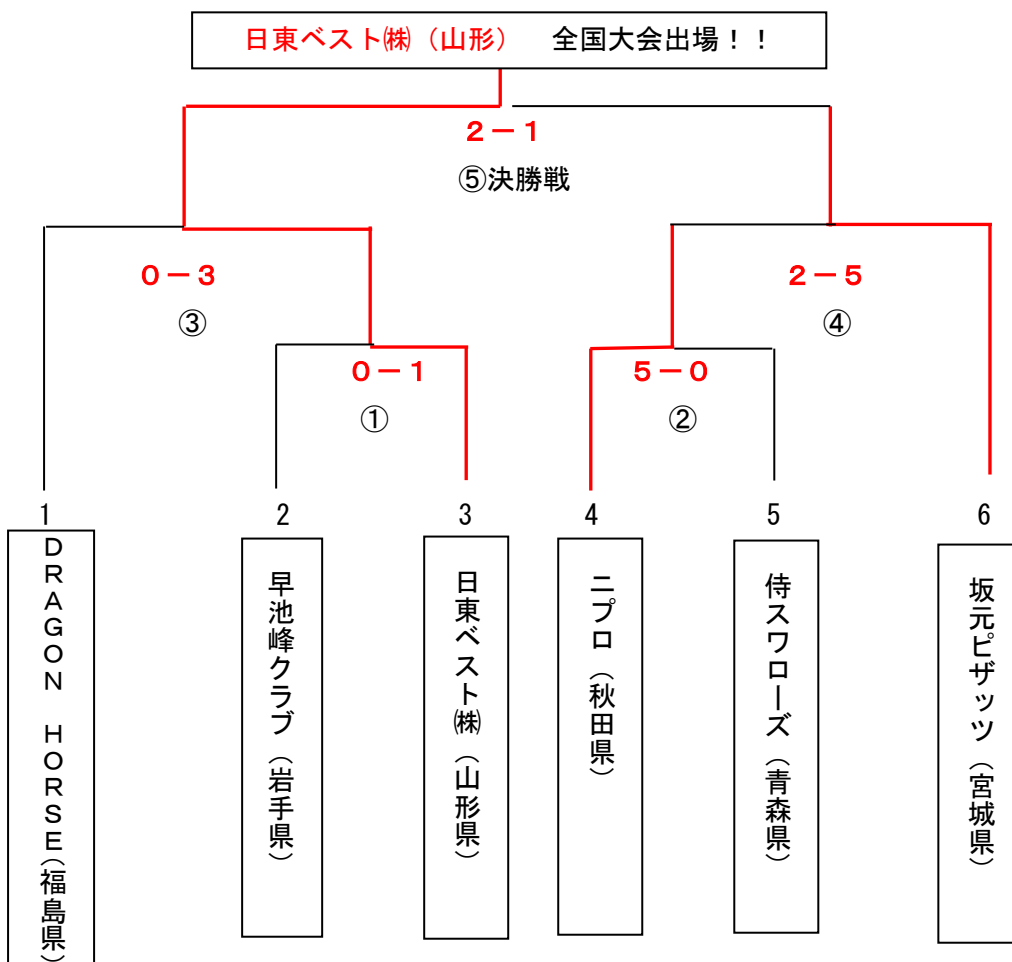 日東ベスト㈱（山形）　全国大会出場！！
２－１
⑤決勝戦
０－３
２－５
③
④
０－１
５－０
①
②
1
2
3
4
5
6
ＤＲＡＧＯＮ　ＨＯＲＳＥ（福島県）
早池峰クラブ（岩手県）
日東ベスト㈱（山形県）
ニプロ（秋田県）
侍スワローズ（青森県）
坂元ピザッツ（宮城県）